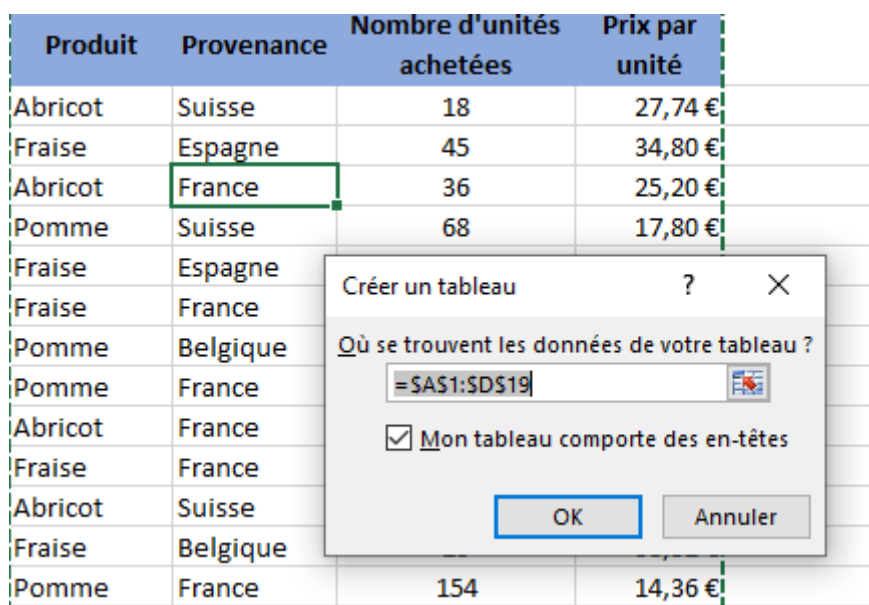 Produit Provenance Nombre d'unités achetées Prix par unité
Abricot Suisse 18 27,74 €
Fraise Espagne 45 34,80 €
Abricot France 36 25,20 €
Pomme Suisse 68 17,80 €
Fraise Espagne
Fraise France
Pomme Belgique
Pomme France
Abricot France
Fraise France
Abricot Suisse
Fraise Belgique
Pomme France 154 14,36 €
Créer un tableau ? ×
Où se trouvent les données de votre tableau ?
=$A$1:$D$19
Mon tableau comporte des en-têtes
OK Annuler